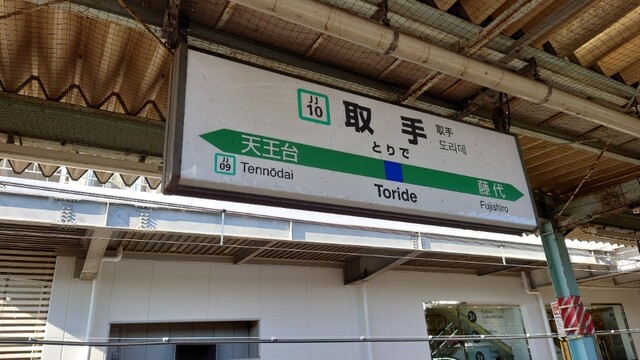 JJ
10
取手
取手
とりで
도리데
天王台
藤代
JJ
09
Tennōdai
Toride
Fujishiro